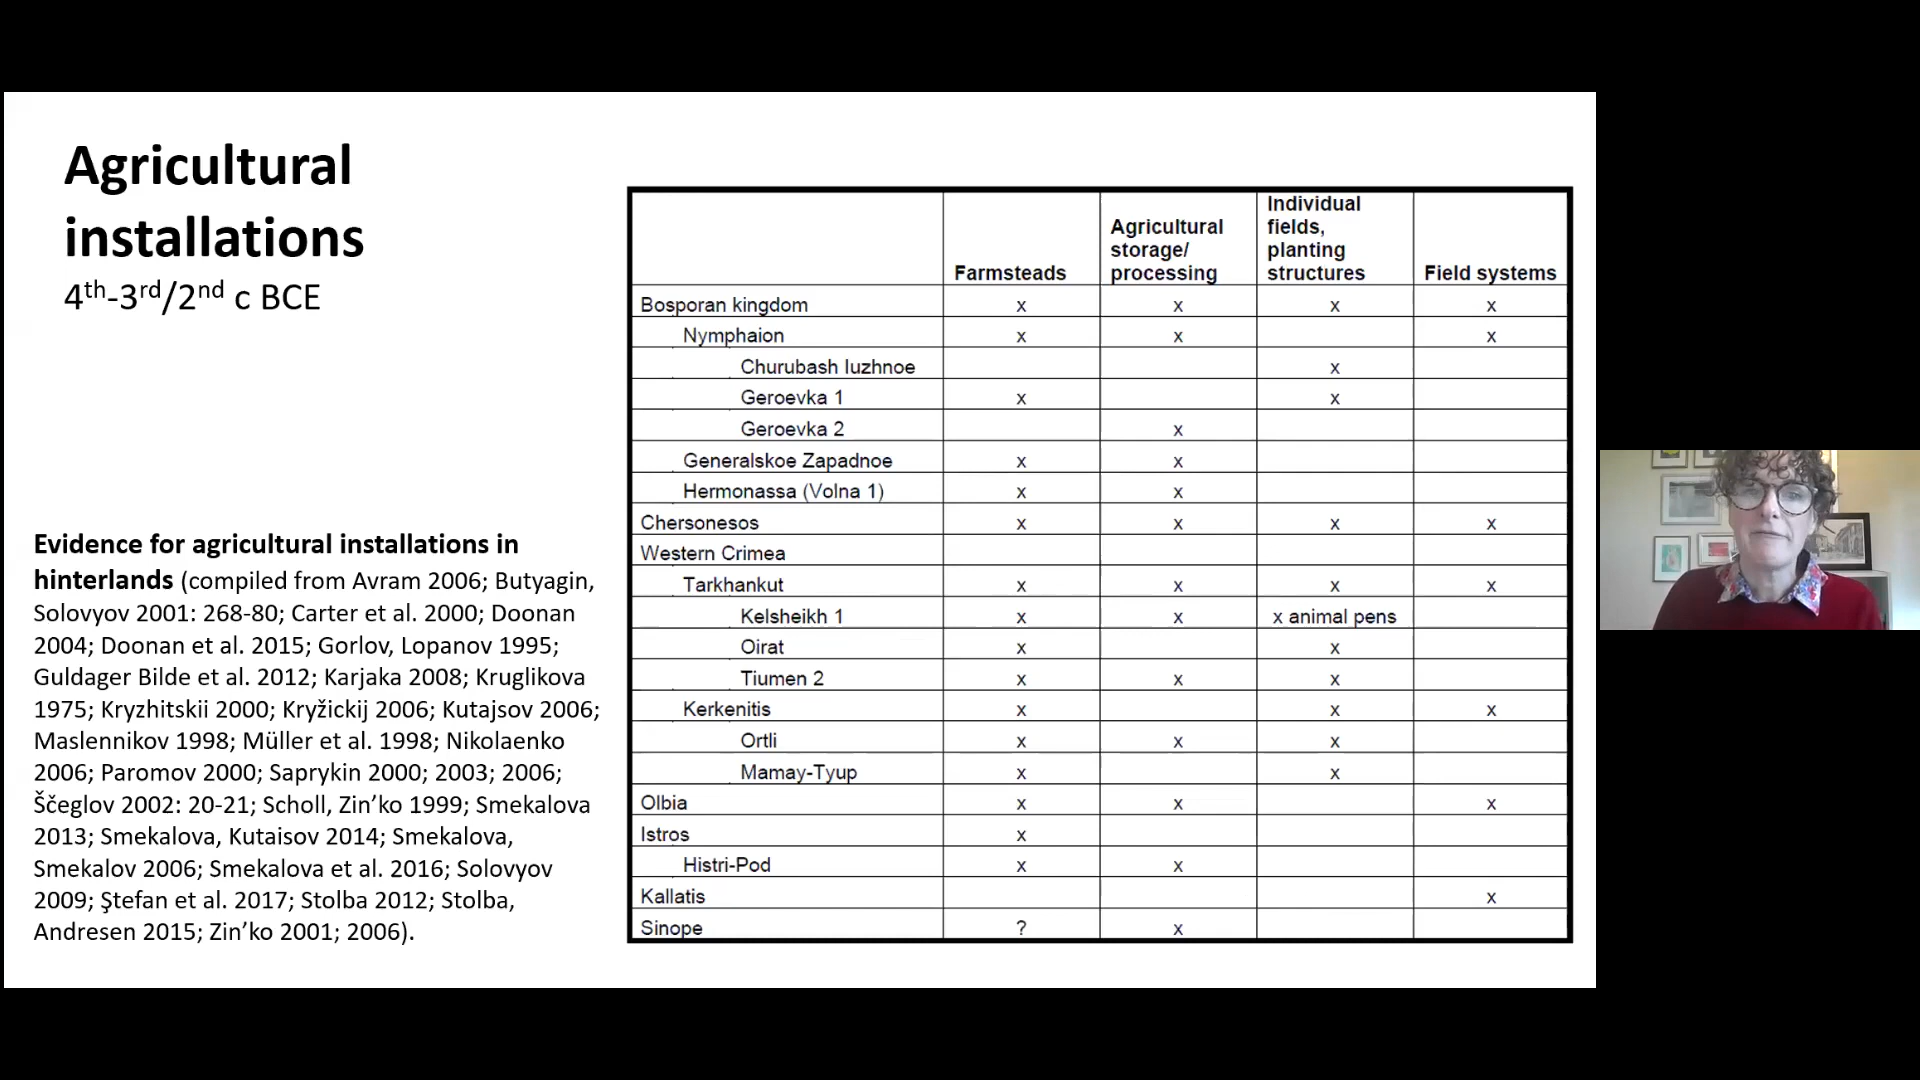 Agricultural
installations
4th-3rd/2nd c BCE
Evidence for agricultural installations in
hinterlands (compiled from Avram 2006; Butyagin,
Solovyov 2001: 268-80; Carter et al. 2000; Doonan
2004; Doonan et al. 2015; Gorlov, Lopanov 1995;
Guldager Bilde et al. 2012; Karjaka 2008; Kruglikova
1975; Kryzhitskii 2000; Kryžickij 2006; Kutajsov 2006;
Maslennikov 1998; Müller et al. 1998; Nikolaenko
2006; Paromov 2000; Saprykin 2000; 2003; 2006;
Ščeglov 2002: 20-21; Scholl, Zin’ko 1999; Smekalova
2013; Smekalova, Kutaisov 2014; Smekalova,
Smekalov 2006; Smekalova et al. 2016; Solovyov
2009; Ştefan et al. 2017; Stolba 2012; Stolba,
Andresen 2015; Zin’ko 2001; 2006).
Farmsteads
Agricultural
storage/
processing
Individual
fields,
planting
structures
Field systems
Bosporan kingdom x x x x
Nymphaion x x x
Churubash Iuzhnoe x
Geroevka 1 x x
Geroevka 2 x
Generalskoe Zapadnoe x x
Hermonassa (Volna 1) x x
Chersonesos x x x x
Western Crimea
Tarkhankut x x x x
Kelsheikh 1 x x x animal pens
Oirat x x
Tiumen 2 x x x
Kerkenitis x x x
Ortli x x x
Mamay-Tyup x x
Olbia x x x
Istros x
Histri-Pod x x
Kallatis x
Sinope ? x